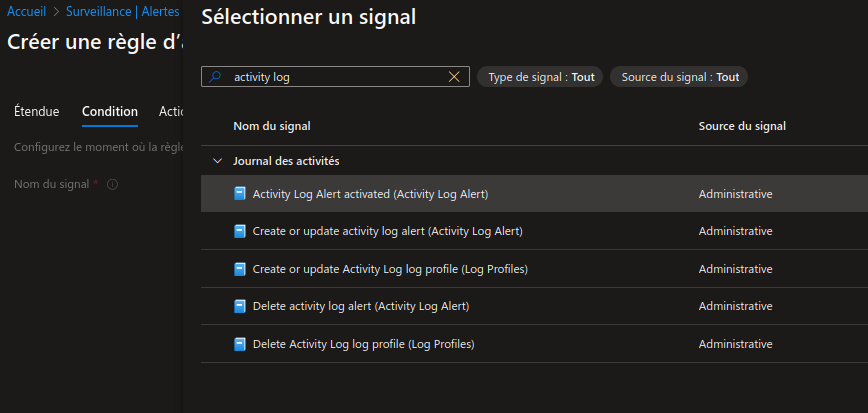 Accueil > Surveillance | Alertes
Créer une règle d'a
Étendue Condition Actio
Configurez le moment où la règle
Nom du signal *
Sélectionner un signal
activity log
Type de signal : Tout
Source du signal : Tout
Nom du signal Source du signal
Journal des activités
Activity Log Alert activated (Activity Log Alert) Administrative
Create or update activity log alert (Activity Log Alert) Administrative
Create or update Activity Log log profile (Log Profiles) Administrative
Delete activity log alert (Activity Log Alert) Administrative
Delete Activity Log log profile (Log Profiles) Administrative